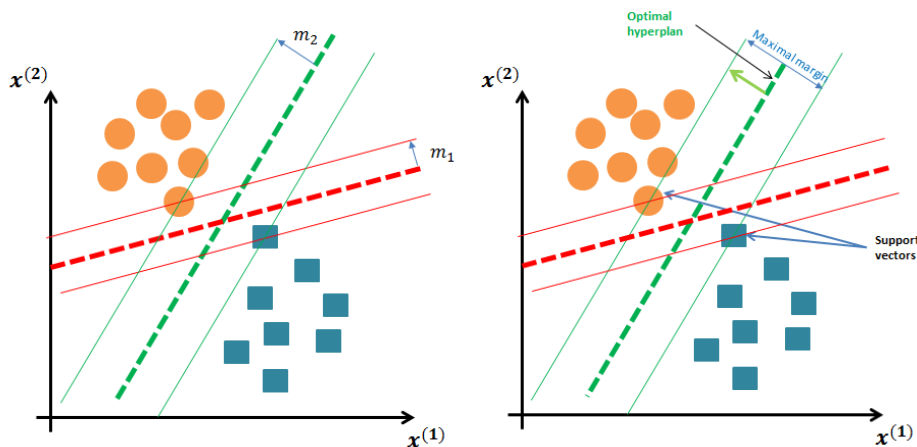 m₂
x⁽²⁾
m₁
x⁽¹⁾
Optimal
hyperplan
Maximal margin
x⁽²⁾
Support
vectors
x⁽¹⁾